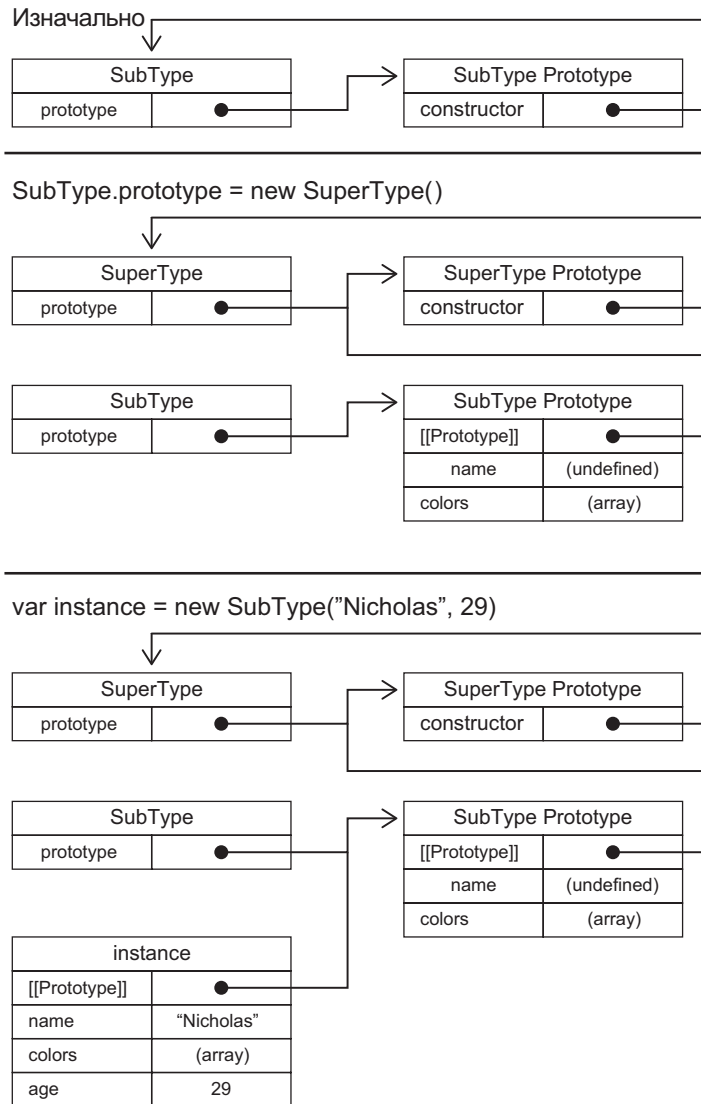 Изначально
SubType
prototype
SubType Prototype
constructor
SubType.prototype = new SuperType()
SuperType
prototype
SuperType Prototype
constructor
SubType
prototype
SubType Prototype
[[Prototype]]
name (undefined)
colors (array)
var instance = new SubType(”Nicholas”, 29)
SuperType
prototype
SuperType Prototype
constructor
SubType
prototype
SubType Prototype
[[Prototype]]
name (undefined)
colors (array)
instance
[[Prototype]]
name “Nicholas”
colors (array)
age 29